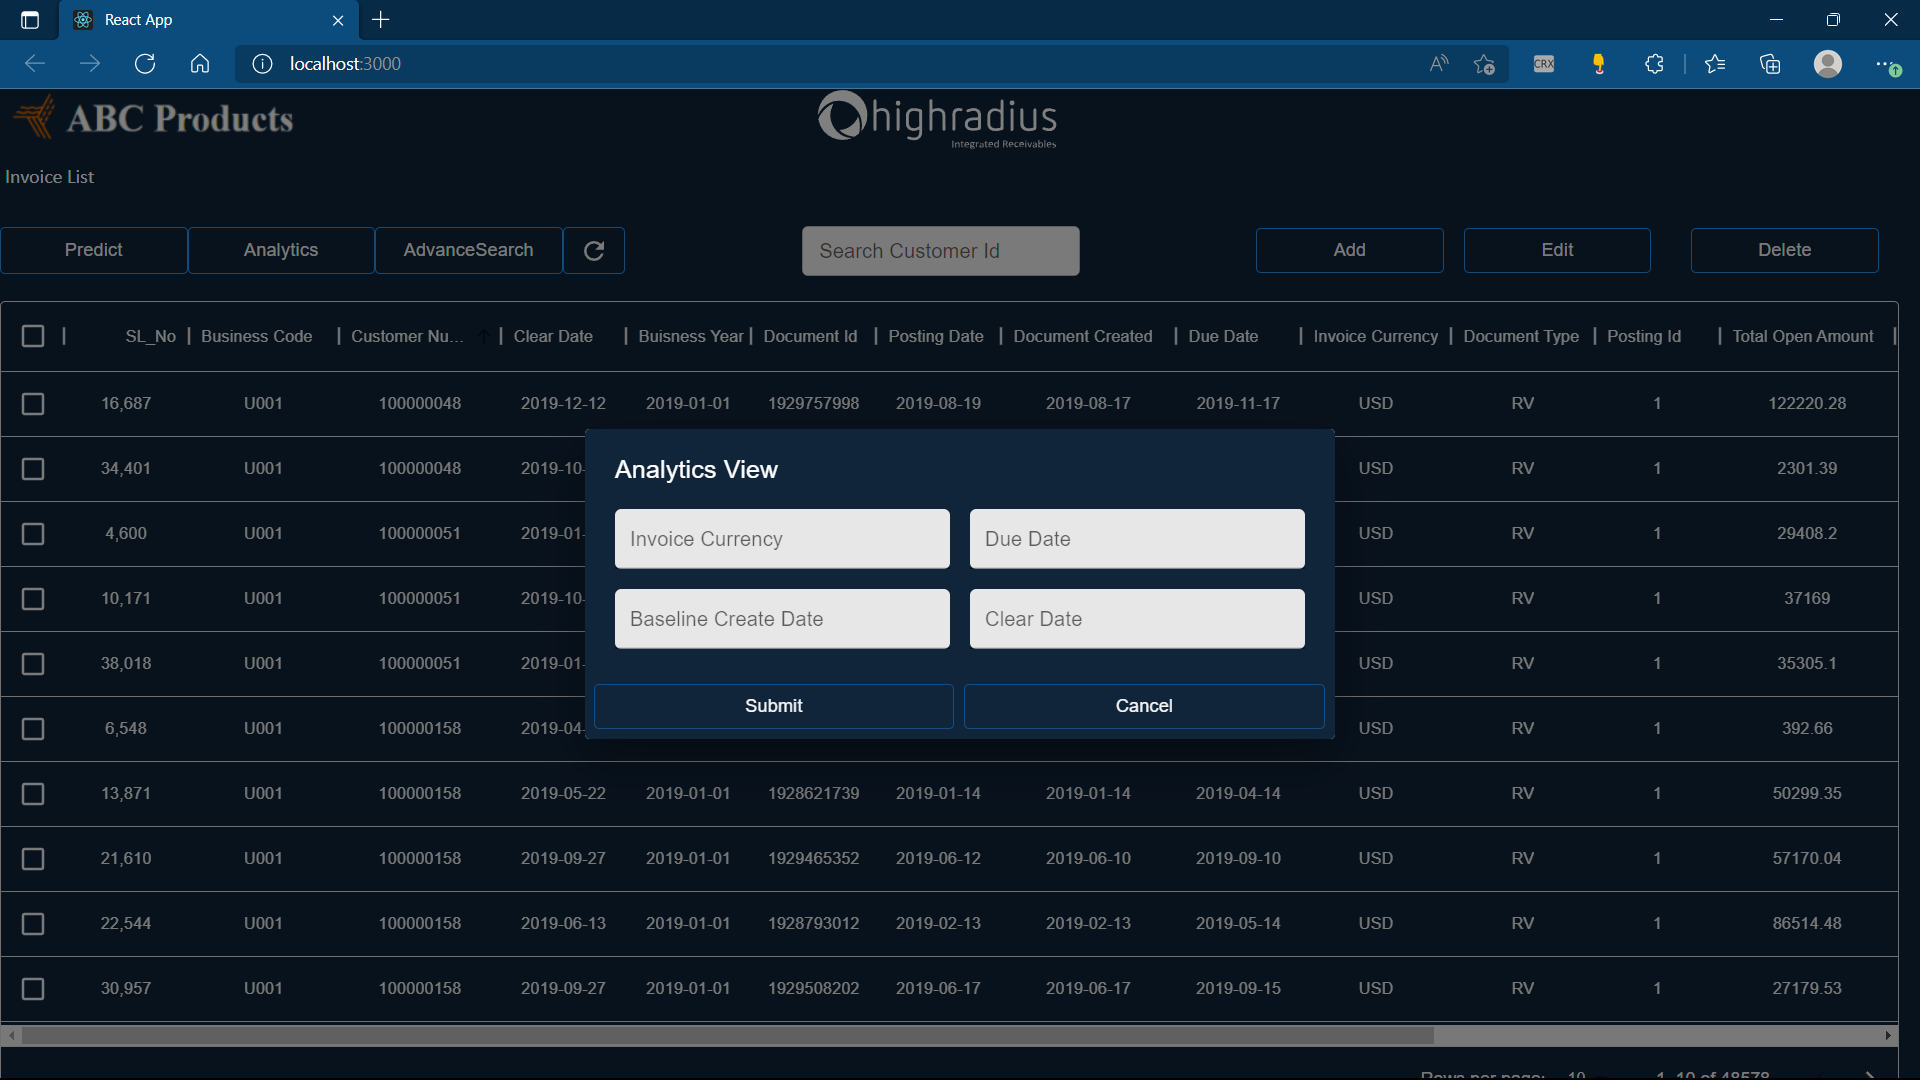 React App
localhost:3000
CRX
ABC Products
highradius
Integrated Receivables
Invoice List
Predict Analytics AdvanceSearch Search Customer Id Add Edit Delete
SL_No Business Code Customer Nu... Clear Date Buisness Year Document Id Posting Date Document Created Due Date Invoice Currency Document Type Posting Id Total Open Amount
16,687 U001 100000048 2019-12-12 2019-01-01 1929757998 2019-08-19 2019-08-17 2019-11-17 USD RV 1 122220.28
34,401 U001 100000048 2019-10- USD RV 1 2301.39
4,600 U001 100000051 2019-01- USD RV 1 29408.2
10,171 U001 100000051 2019-10- USD RV 1 37169
38,018 U001 100000051 2019-01- USD RV 1 35305.1
6,548 U001 100000158 2019-04- USD RV 1 392.66
13,871 U001 100000158 2019-05-22 2019-01-01 1928621739 2019-01-14 2019-01-14 2019-04-14 USD RV 1 50299.35
21,610 U001 100000158 2019-09-27 2019-01-01 1929465352 2019-06-12 2019-06-10 2019-09-10 USD RV 1 57170.04
22,544 U001 100000158 2019-06-13 2019-01-01 1928793012 2019-02-13 2019-02-13 2019-05-14 USD RV 1 86514.48
30,957 U001 100000158 2019-09-27 2019-01-01 1929508202 2019-06-17 2019-06-17 2019-09-15 USD RV 1 27179.53
Rows per page: 10 1-10 of 48578
Analytics View
Invoice Currency Due Date
Baseline Create Date Clear Date
Submit Cancel